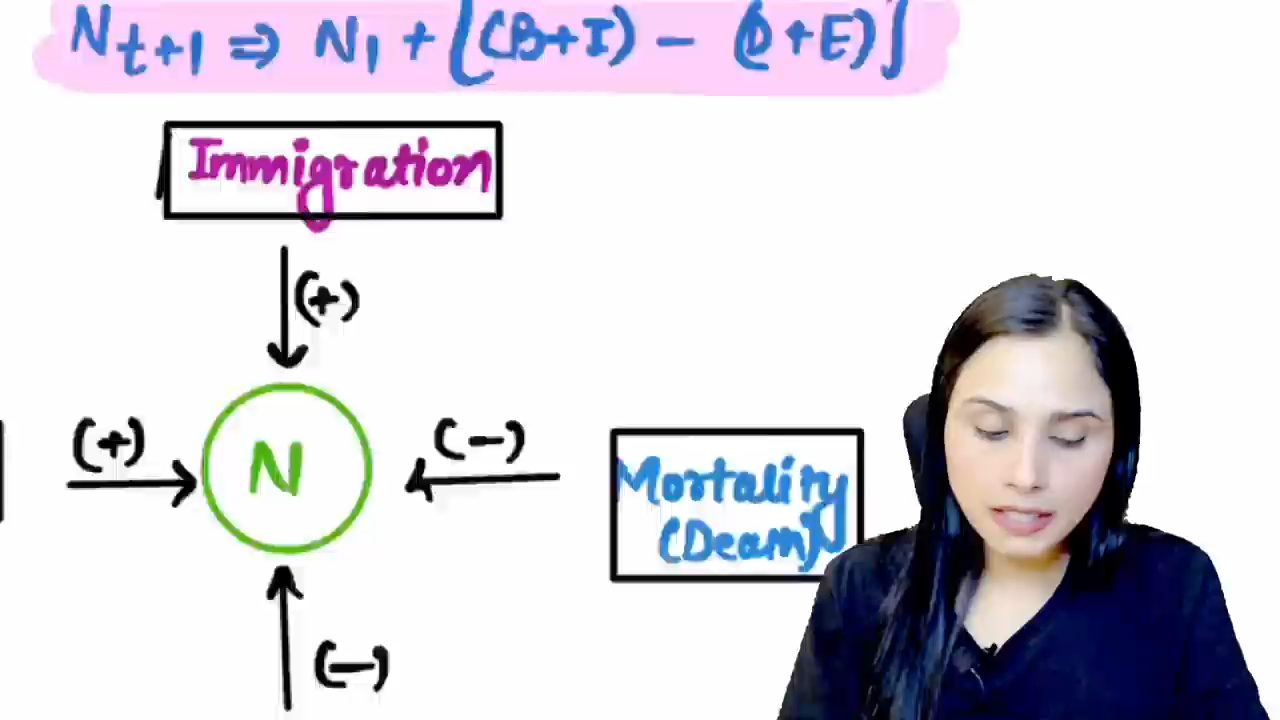 Nt+1 ⇒ N1 + [(B+I) − (D+E)]
Immigration
(+)
(+)
N
(−)
Mortality
(Death)
(−)